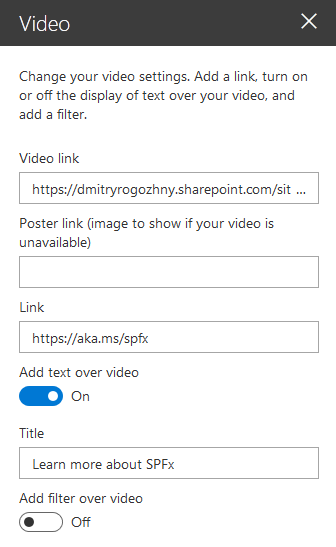 Video
Change your video settings. Add a link, turn on
or off the display of text over your video, and
add a filter.
Video link
https://dmitryrogozhny.sharepoint.com/sit ...
Poster link (image to show if your video is
unavailable)
Link
https://aka.ms/spfx
Add text over video
On
Title
Learn more about SPFx
Add filter over video
Off